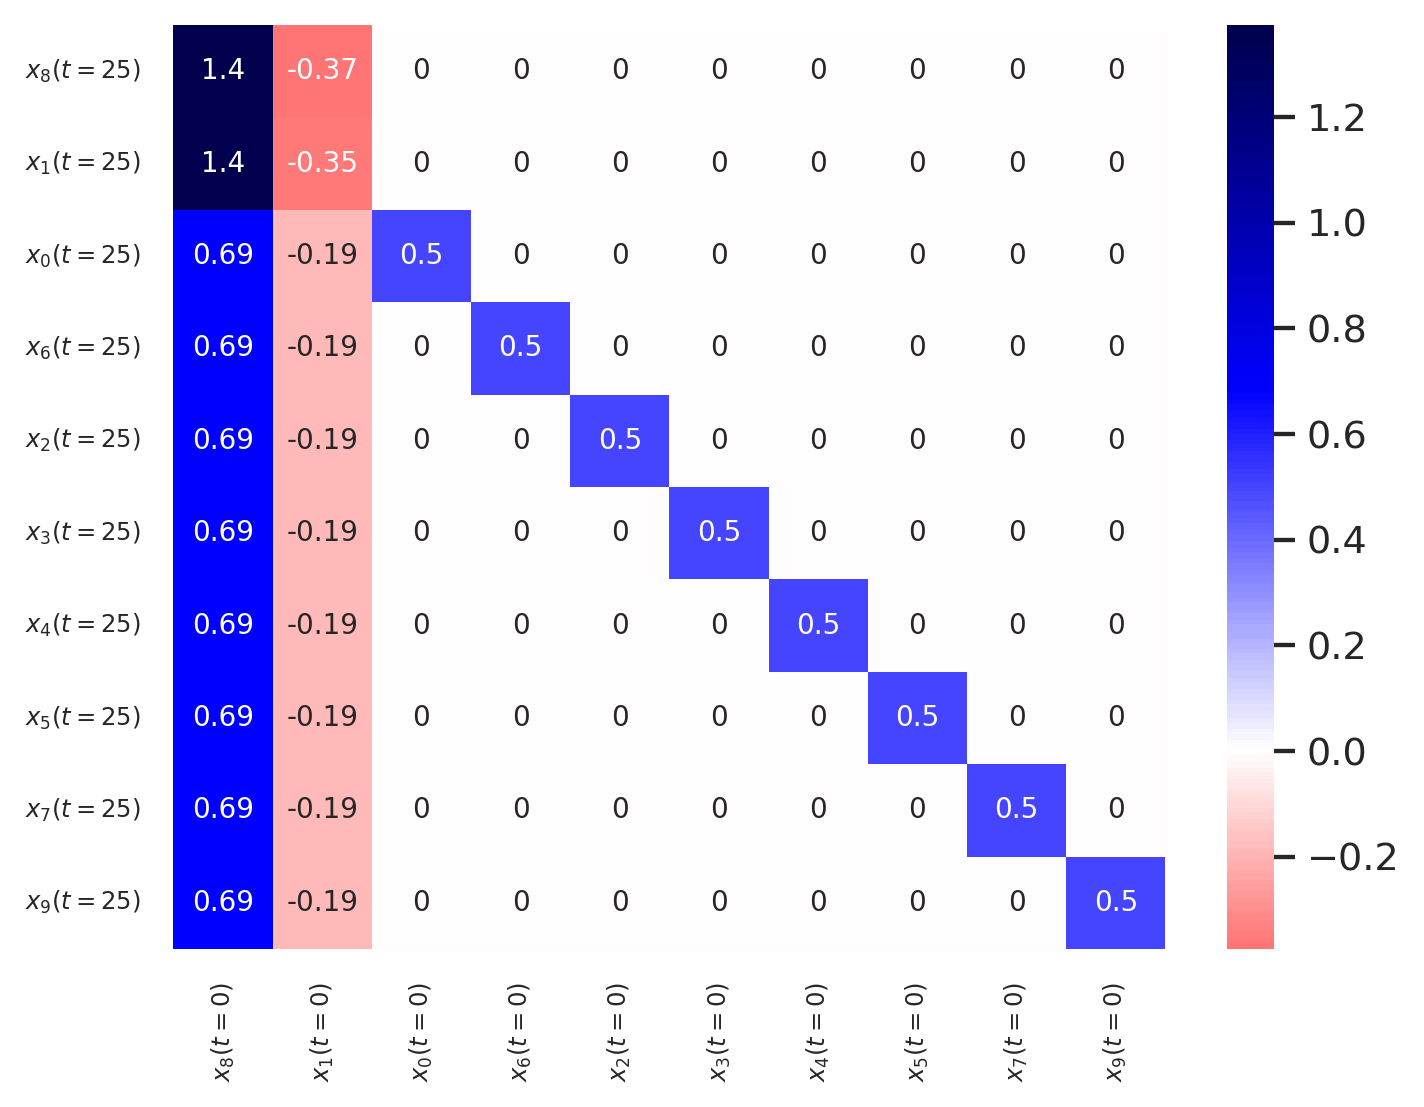 x₈(t = 25) 1.4 -0.37 0 0 0 0 0 0 0 0
x₁(t = 25) 1.4 -0.35 0 0 0 0 0 0 0 0
x₀(t = 25) 0.69 -0.19 0.5 0 0 0 0 0 0 0
x₆(t = 25) 0.69 -0.19 0 0.5 0 0 0 0 0 0
x₂(t = 25) 0.69 -0.19 0 0 0.5 0 0 0 0 0
x₃(t = 25) 0.69 -0.19 0 0 0 0.5 0 0 0 0
x₄(t = 25) 0.69 -0.19 0 0 0 0 0.5 0 0 0
x₅(t = 25) 0.69 -0.19 0 0 0 0 0 0.5 0 0
x₇(t = 25) 0.69 -0.19 0 0 0 0 0 0 0.5 0
x₉(t = 25) 0.69 -0.19 0 0 0 0 0 0 0 0.5
x₈(t = 0)
x₁(t = 0)
x₀(t = 0)
x₆(t = 0)
x₂(t = 0)
x₃(t = 0)
x₄(t = 0)
x₅(t = 0)
x₇(t = 0)
x₉(t = 0)
1.2
1.0
0.8
0.6
0.4
0.2
0.0
−0.2